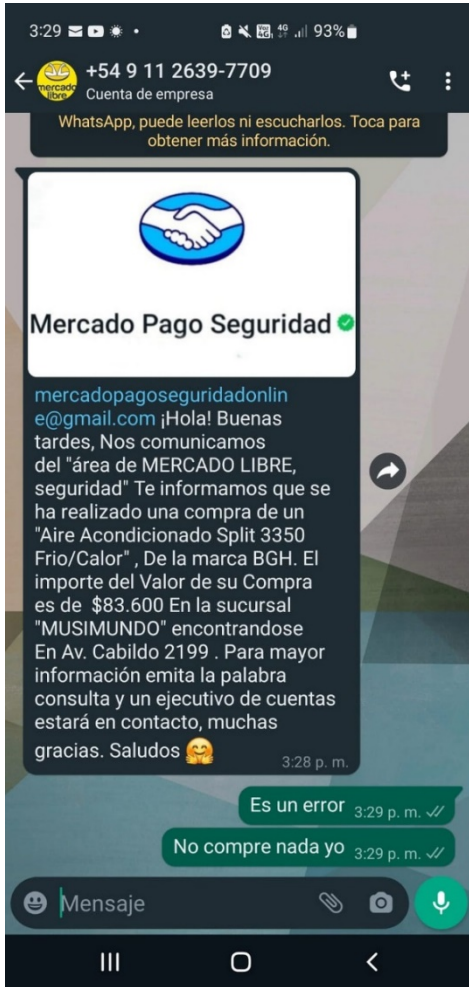 3:29
4G 93%
mercado
libre
+54 9 11 2639-7709
Cuenta de empresa
WhatsApp, puede leerlos ni escucharlos. Toca para
obtener más información.
Mercado Pago Seguridad
mercadopagoseguridadonlin
e@gmail.com ¡Hola! Buenas
tardes, Nos comunicamos
del "área de MERCADO LIBRE,
seguridad" Te informamos que se
ha realizado una compra de un
"Aire Acondicionado Split 3350
Frio/Calor" , De la marca BGH. El
importe del Valor de su Compra
es de $83.600 En la sucursal
"MUSIMUNDO" encontrandose
En Av. Cabildo 2199 . Para mayor
información emita la palabra
consulta y un ejecutivo de cuentas
estará en contacto, muchas
gracias. Saludos 🤗
3:28 p. m.
Es un error 3:29 p. m.
No compre nada yo 3:29 p. m.
Mensaje